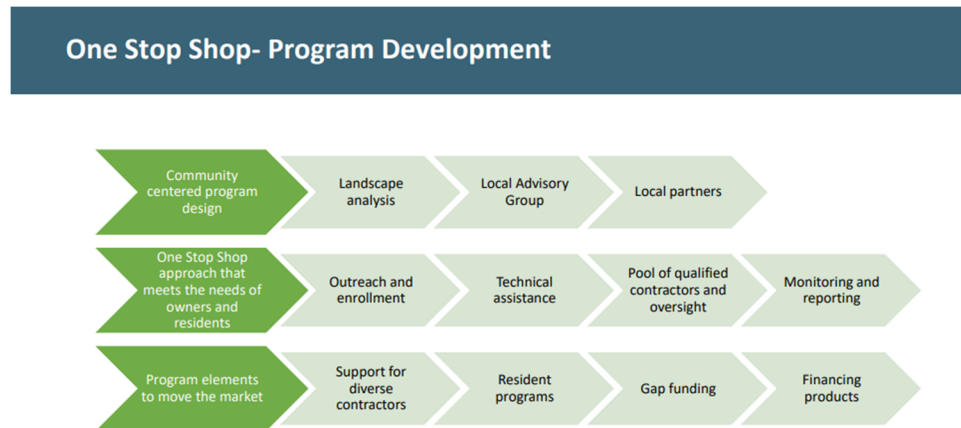 One Stop Shop- Program Development
Community
centered program
design
Landscape
analysis
Local Advisory
Group
Local partners
One Stop Shop
approach that
meets the needs of
owners and
residents
Outreach and
enrollment
Technical
assistance
Pool of qualified
contractors and
oversight
Monitoring and
reporting
Program elements
to move the market
Support for
diverse
contractors
Resident
programs
Gap funding
Financing
products